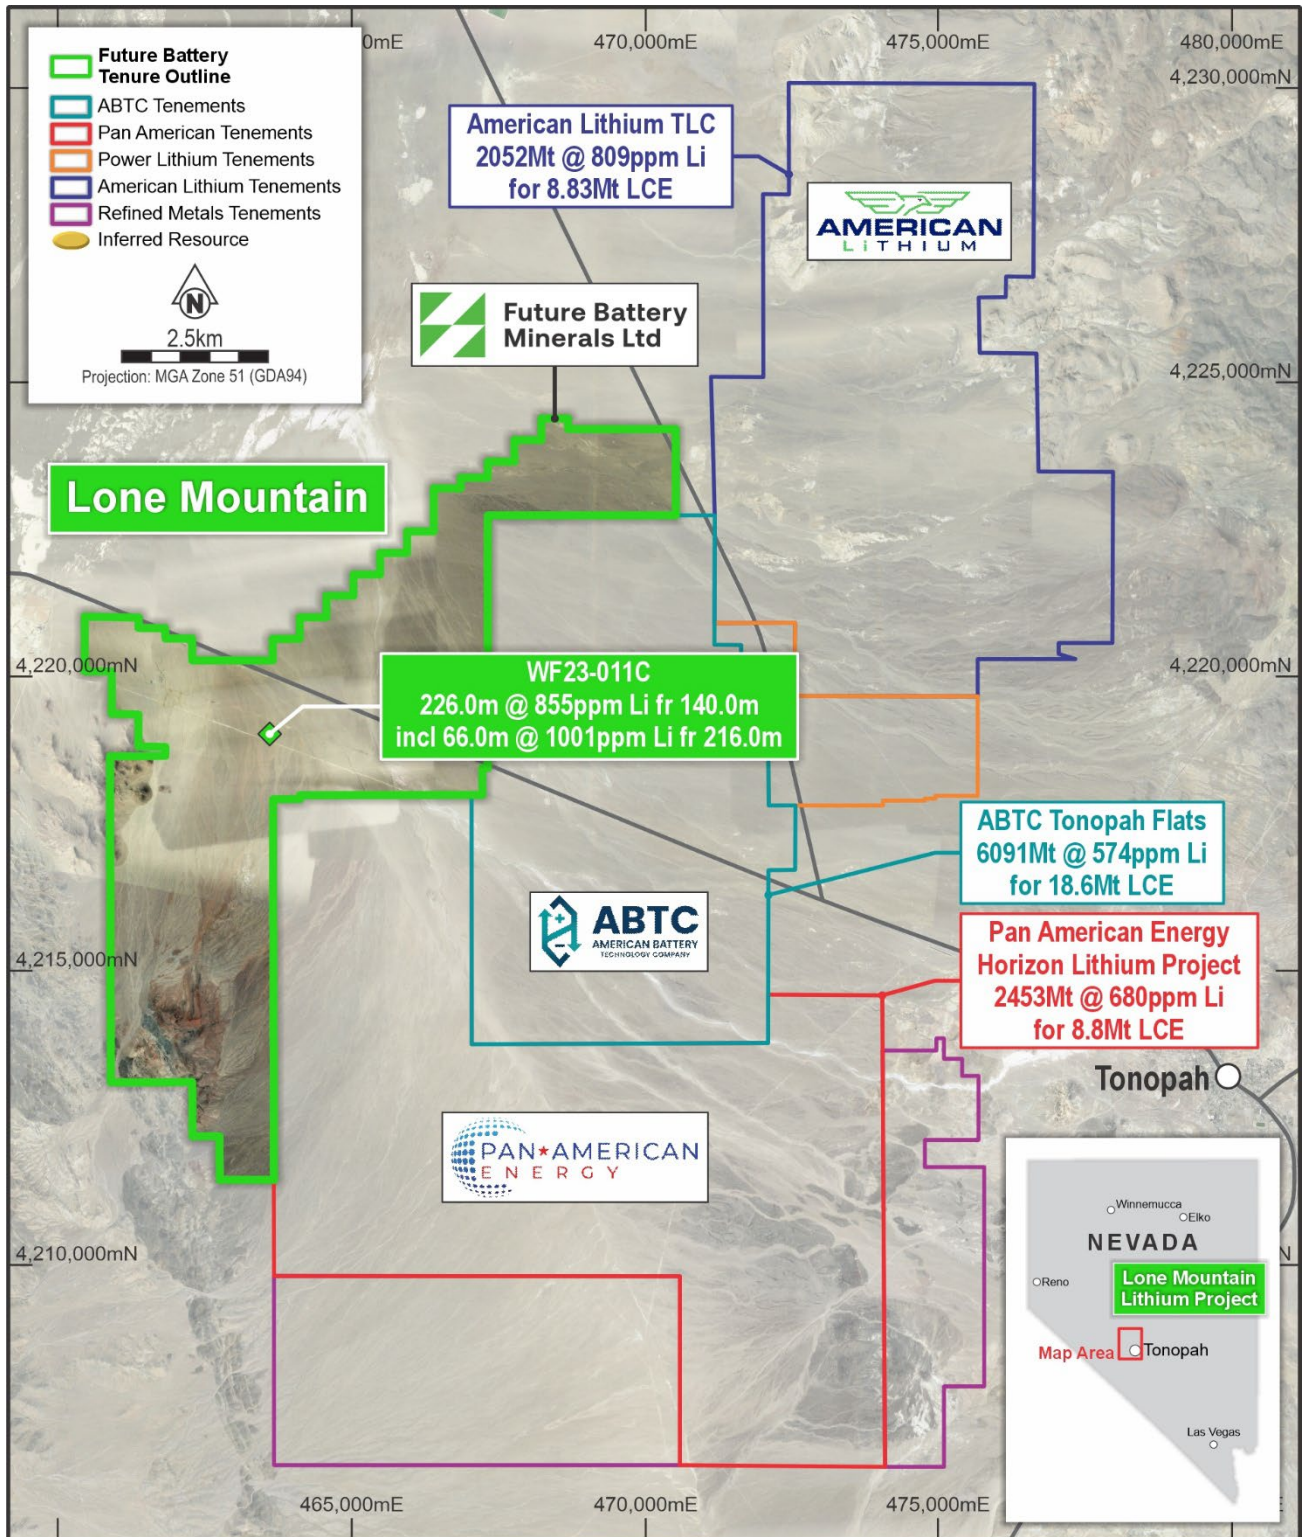 Future Battery
Tenure Outline
ABTC Tenements
Pan American Tenements
Power Lithium Tenements
American Lithium Tenements
Refined Metals Tenements
Inferred Resource
N
2.5km
Projection: MGA Zone 51 (GDA94)
0mE
470,000mE
475,000mE
480,000mE
4,230,000mN
American Lithium TLC
2052Mt @ 809ppm Li
for 8.83Mt LCE
AMERICAN
LiTHIUM
Future Battery
Minerals Ltd
4,225,000mN
Lone Mountain
4,220,000mN
4,220,000mN
WF23-011C
226.0m @ 855ppm Li fr 140.0m
incl 66.0m @ 1001ppm Li fr 216.0m
ABTC Tonopah Flats
6091Mt @ 574ppm Li
for 18.6Mt LCE
ABTC
AMERICAN BATTERY
TECHNOLOGY COMPANY
Pan American Energy
Horizon Lithium Project
2453Mt @ 680ppm Li
for 8.8Mt LCE
4,215,000mN
Tonopah
PAN★AMERICAN
ENERGY
4,210,000mN
N
Winnemucca
Elko
NEVADA
Reno
Lone Mountain
Lithium Project
Map Area
Tonopah
Las Vegas
465,000mE
470,000mE
475,000mE
E